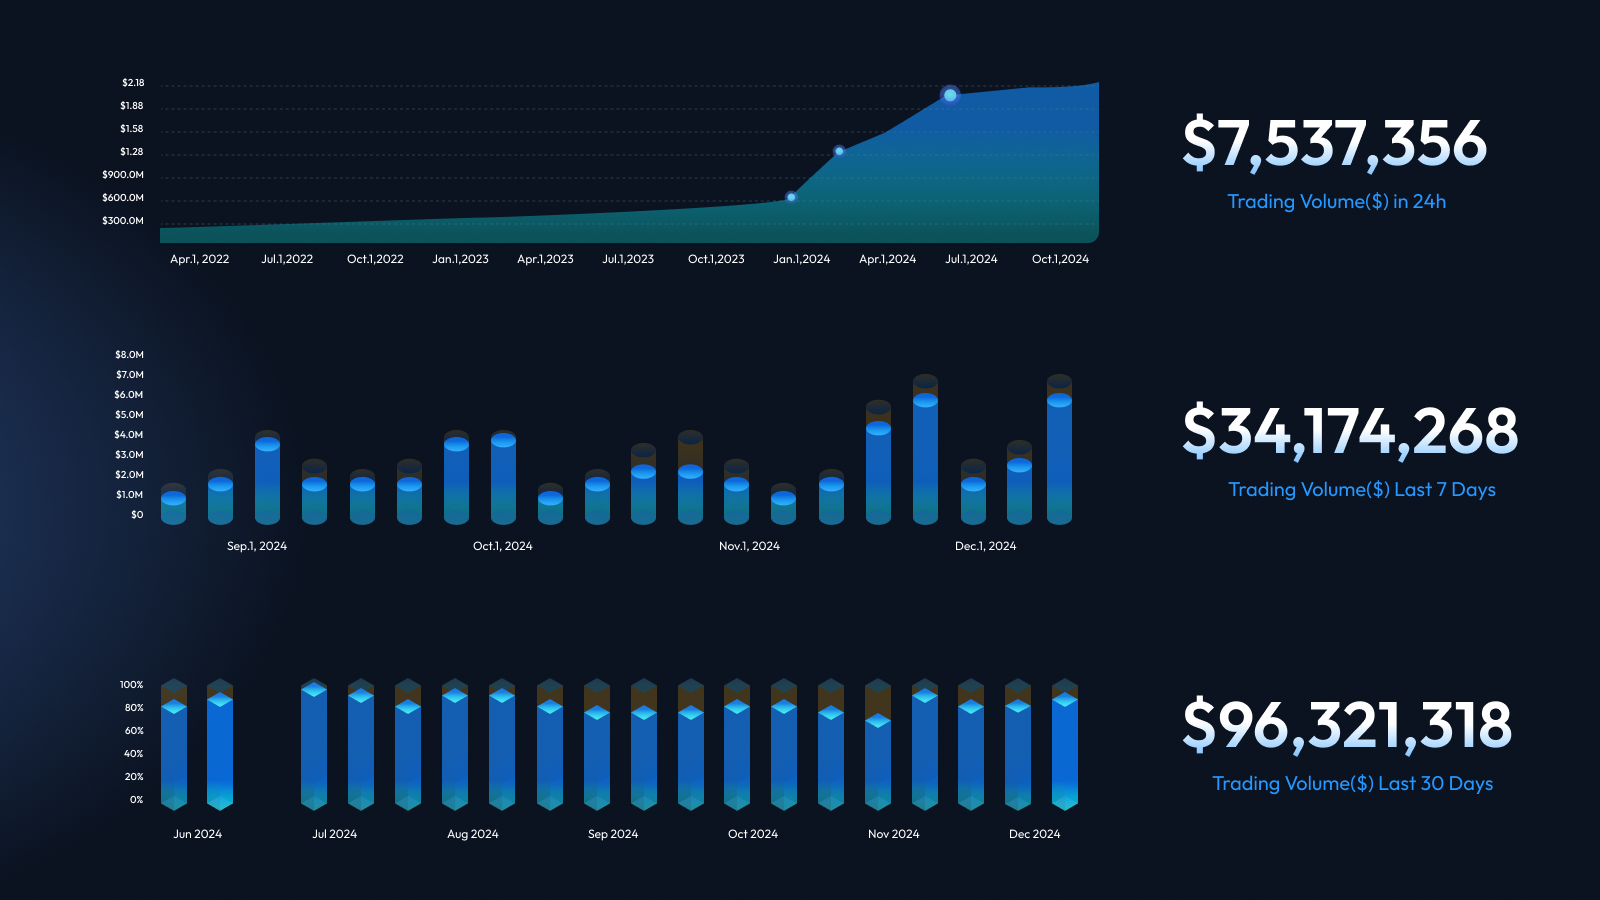 $2.18
$1.88
$1.58
$1.28
$900.0M
$600.0M
$300.0M
Apr.1, 2022 Jul.1,2022 Oct.1,2022 Jan.1,2023 Apr.1,2023 Jul.1,2023 Oct.1,2023 Jan.1,2024 Apr.1,2024 Jul.1,2024 Oct.1,2024
$7,537,356
Trading Volume($) in 24h
$8.0M
$7.0M
$6.0M
$5.0M
$4.0M
$3.0M
$2.0M
$1.0M
$0
Sep.1, 2024 Oct.1, 2024 Nov.1, 2024 Dec.1, 2024
$34,174,268
Trading Volume($) Last 7 Days
100%
80%
60%
40%
20%
0%
Jun 2024 Jul 2024 Aug 2024 Sep 2024 Oct 2024 Nov 2024 Dec 2024
$96,321,318
Trading Volume($) Last 30 Days